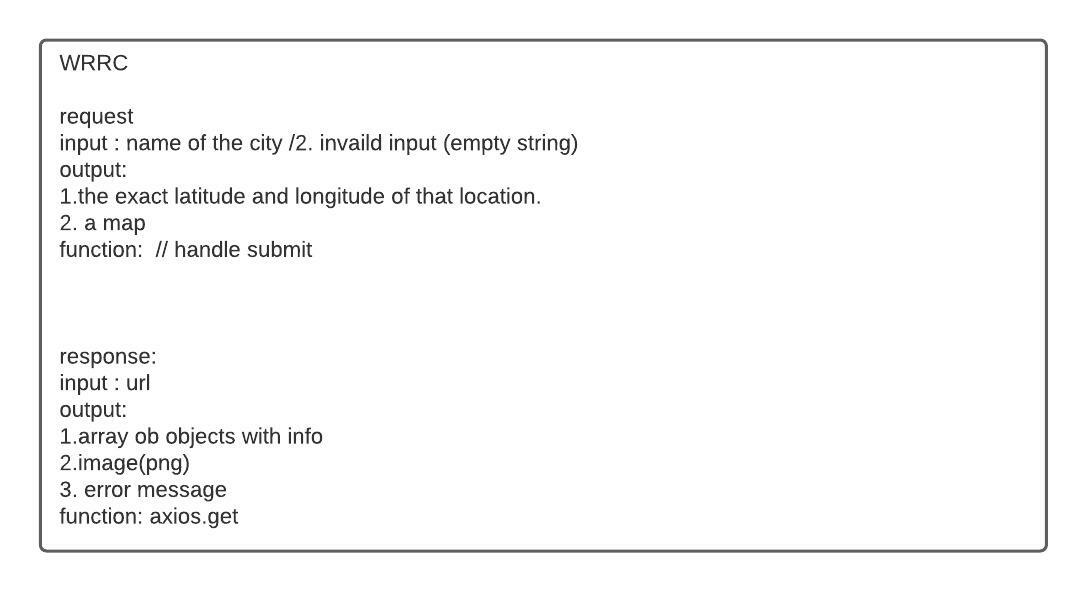 WRRC
request
input : name of the city /2. invaild input (empty string)
output:
1.the exact latitude and longitude of that location.
2. a map
function:  // handle submit
response:
input : url
output:
1.array ob objects with info
2.image(png)
3. error message
function: axios.get